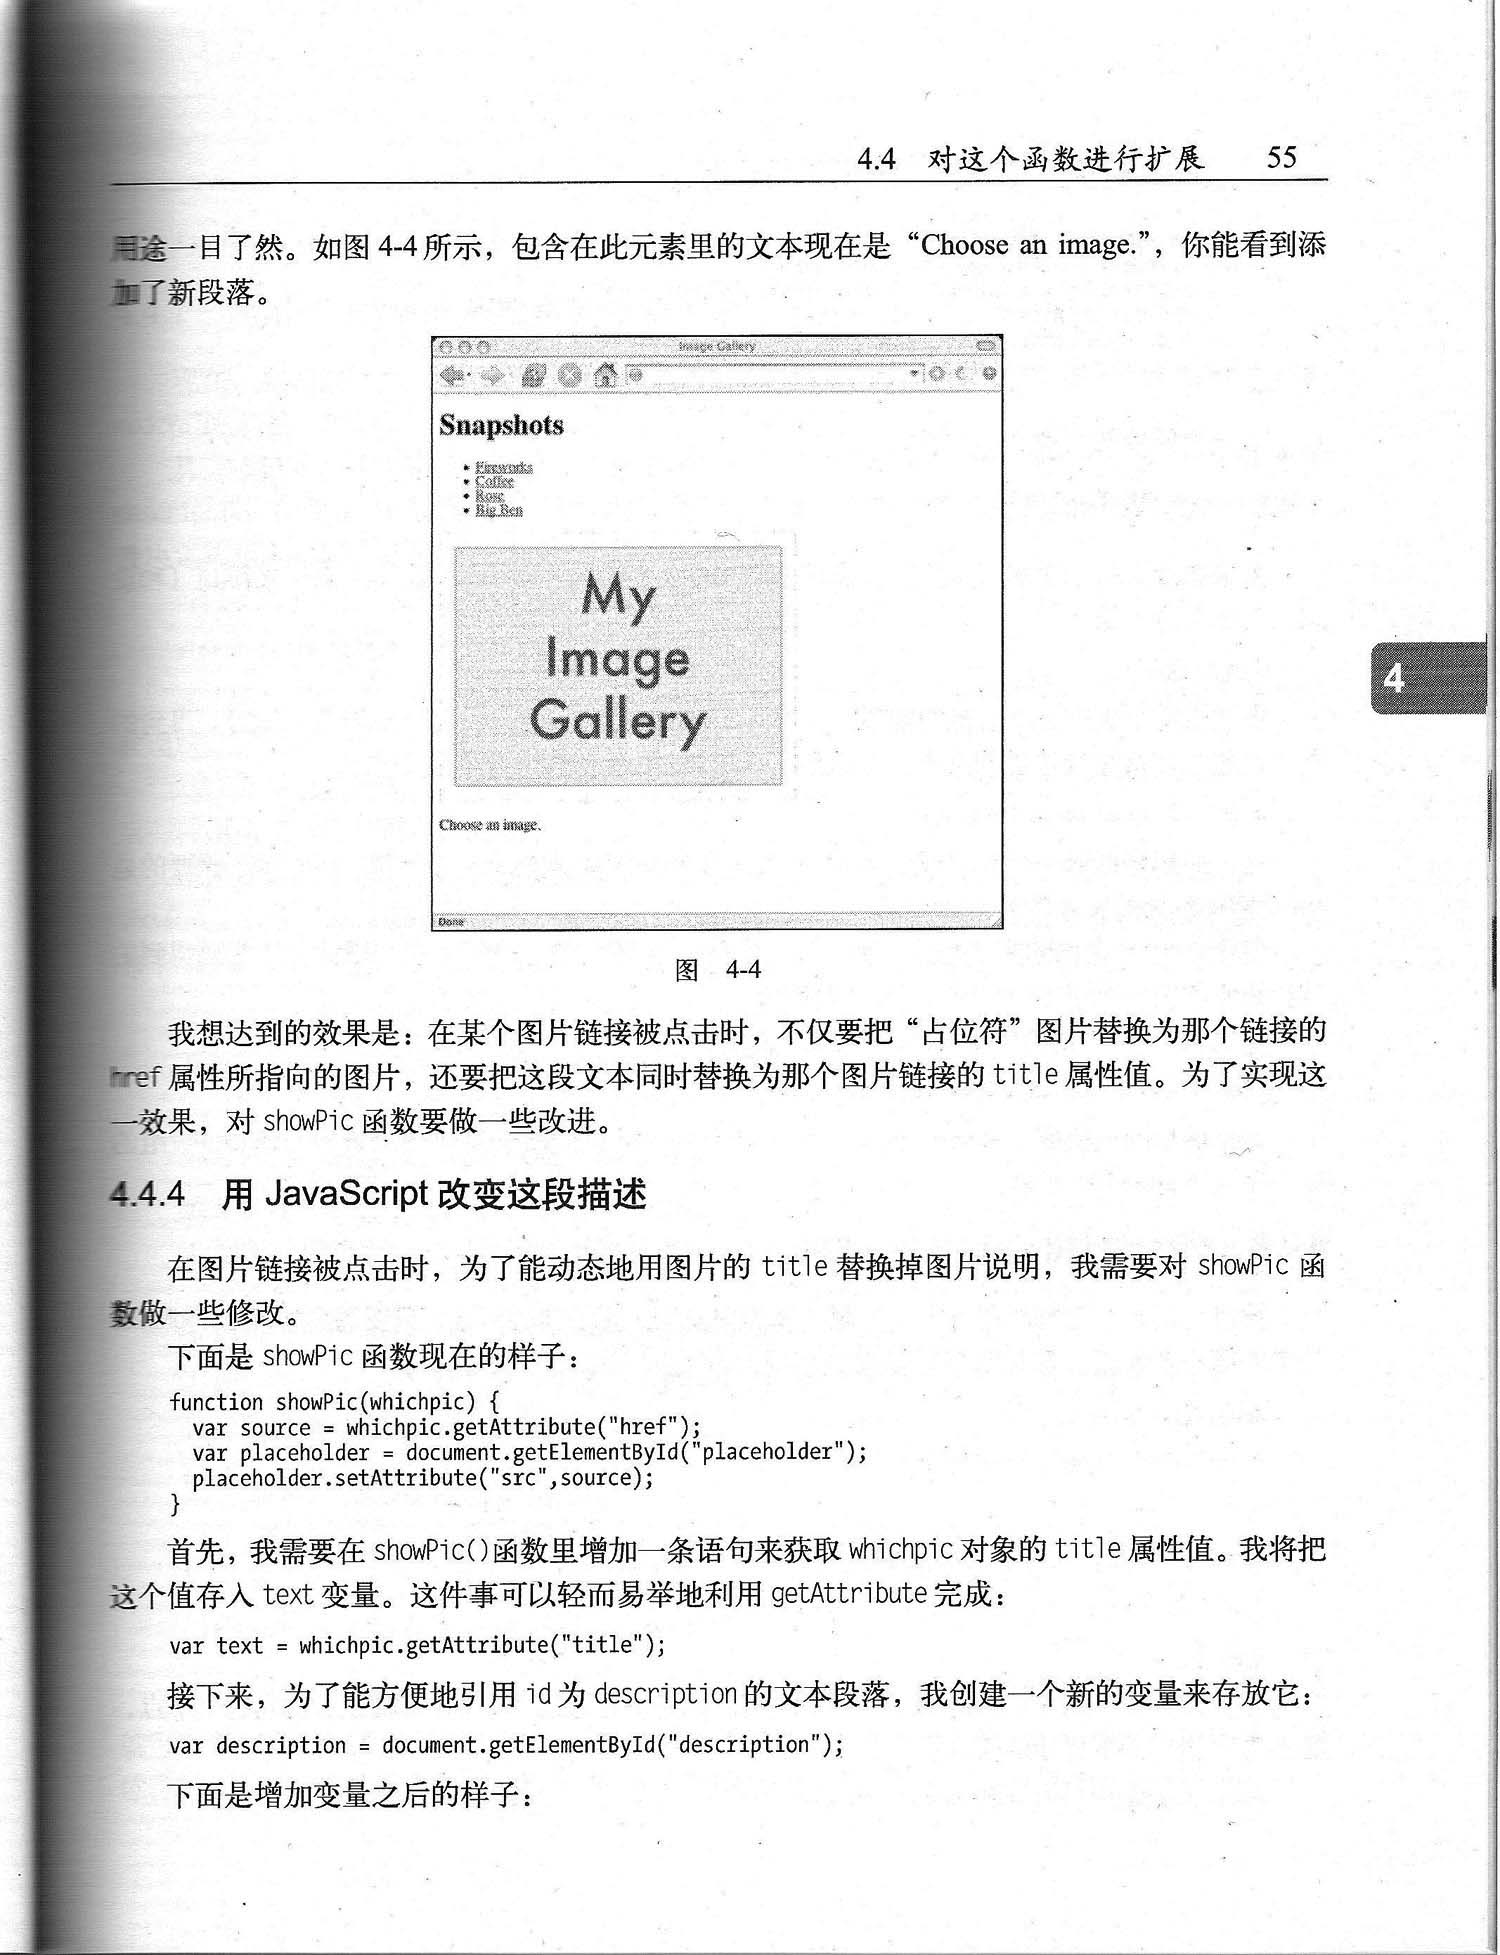 4.4 对这个函数进行扩展 55
用途一目了然。如图 4-4 所示，包含在此元素里的文本现在是“Choose an image.”，你能看到添
加了新段落。
Image Gallery
Snapshots
• Fireworks
• Coffee
• Rose
• Big Ben
My
Image
Gallery
Choose an image.
Done
4
图 4-4
我想达到的效果是：在某个图片链接被点击时，不仅要把“占位符”图片替换为那个链接的
href 属性所指向的图片，还要把这段文本同时替换为那个图片链接的 title 属性值。为了实现这
一效果，对 showPic 函数要做一些改进。
4.4.4 用 JavaScript 改变这段描述
在图片链接被点击时，为了能动态地用图片的 title 替换掉图片说明，我需要对 showPic 函
数做一些修改。
下面是 showPic 函数现在的样子：
function showPic(whichpic) {
  var source = whichpic.getAttribute("href");
  var placeholder = document.getElementById("placeholder");
  placeholder.setAttribute("src",source);
}
首先，我需要在 showPic()函数里增加一条语句来获取 whichpic 对象的 title 属性值。我将把
这个值存入 text 变量。这件事可以轻而易举地利用 getAttribute 完成：
var text = whichpic.getAttribute("title");
接下来，为了能方便地引用 id 为 description 的文本段落，我创建一个新的变量来存放它：
var description = document.getElementById("description");
下面是增加变量之后的样子：